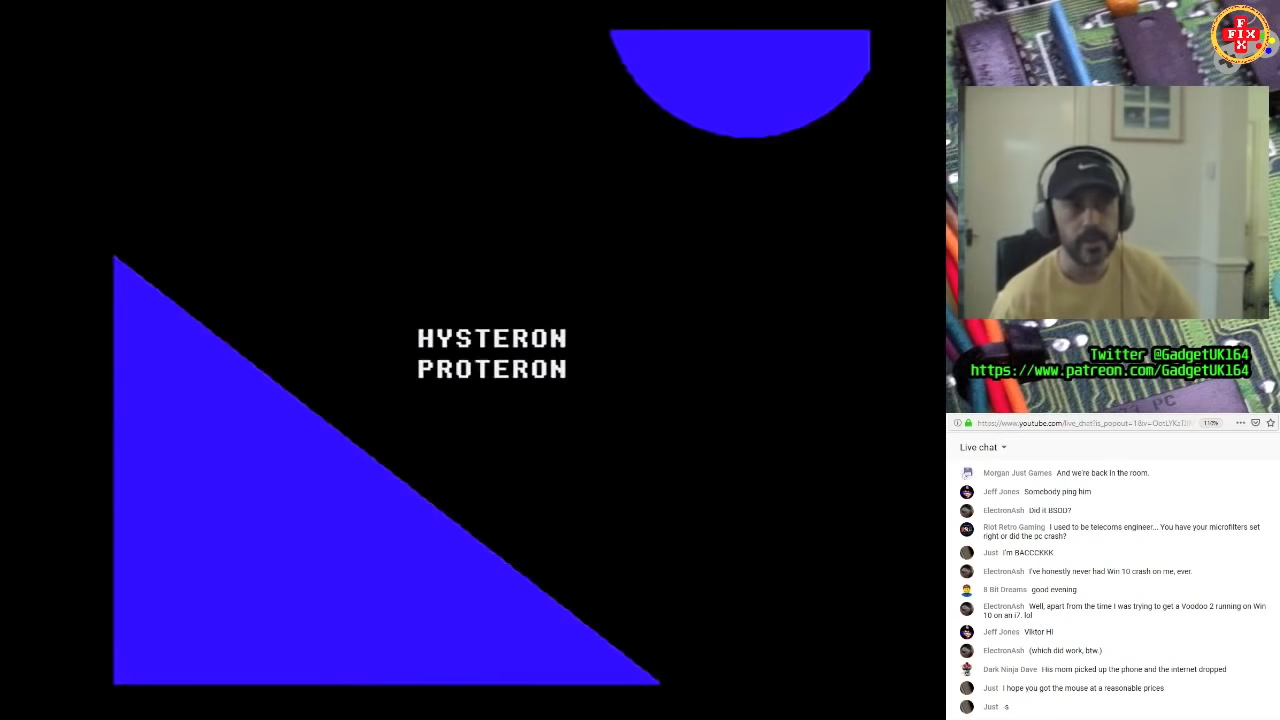 HYSTERON
PROTERON
F
FIX
X
Twitter @GadgetUK164
https://www.patreon.com/GadgetUK164
PC
110%
Live chat
Morgan Just Games And we're back in the room.
Jeff Jones Somebody ping him
ElectronAsh Did it BSOD?
Riot Retro Gaming I used to be telecoms engineer... You have your microfilters set
right or did the pc crash?
Just I'm BACCCKKK
ElectronAsh I've honestly never had Win 10 crash on me, ever.
8 Bit Dreams good evening
ElectronAsh Well, apart from the time I was trying to get a Voodoo 2 running on Win
10 on an i7. lol
Jeff Jones Viktor Hi
ElectronAsh (which did work, btw.)
Dark Ninja Dave His mom picked up the phone and the internet dropped
Just I hope you got the mouse at a reasonable prices
Just -s